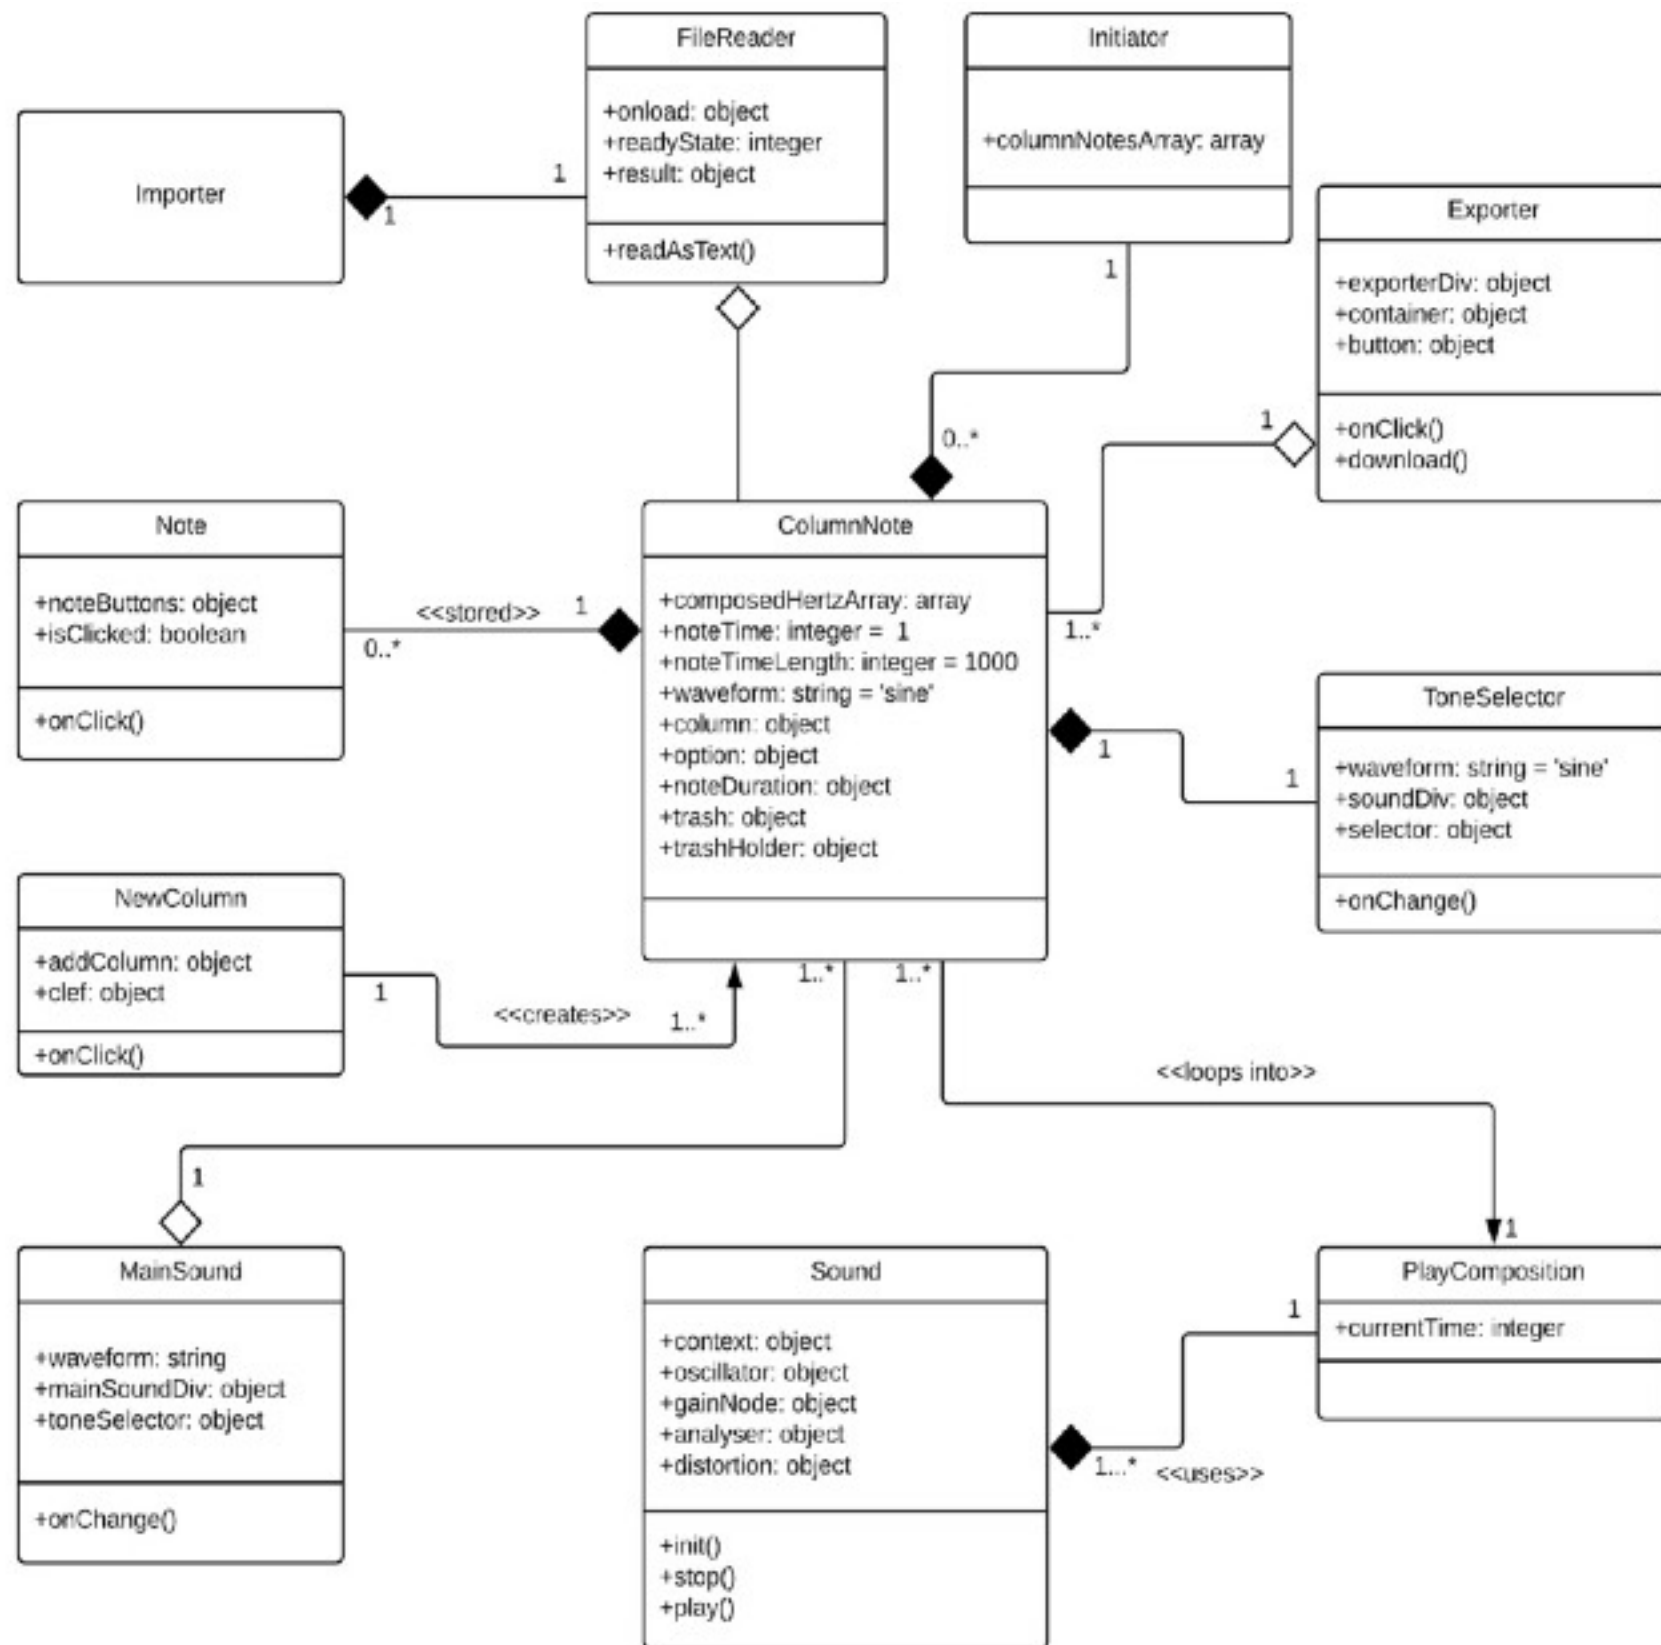 FileReader
+onload: object
+readyState: integer
+result: object
+readAsText()
Initiator
+columnNotesArray: array
Importer
1
1
Exporter
+exporterDiv: object
+container: object
+button: object
+onClick()
+download()
1
0..*
1
1..*
Note
+noteButtons: object
+isClicked: boolean
+onClick()
<<stored>>
0..*
1
ColumnNote
+composedHertzArray: array
+noteTime: integer = 1
+noteTimeLength: integer = 1000
+waveform: string = 'sine'
+column: object
+option: object
+noteDuration: object
+trash: object
+trashHolder: object
1
1
ToneSelector
+waveform: string = 'sine'
+soundDiv: object
+selector: object
+onChange()
NewColumn
+addColumn: object
+clef: object
+onClick()
1
<<creates>>
1..*
1..*
1..*
<<loops into>>
1
1
MainSound
+waveform: string
+mainSoundDiv: object
+toneSelector: object
+onChange()
Sound
+context: object
+oscillator: object
+gainNode: object
+analyser: object
+distortion: object
+init()
+stop()
+play()
1...*
<<uses>>
1
PlayComposition
+currentTime: integer